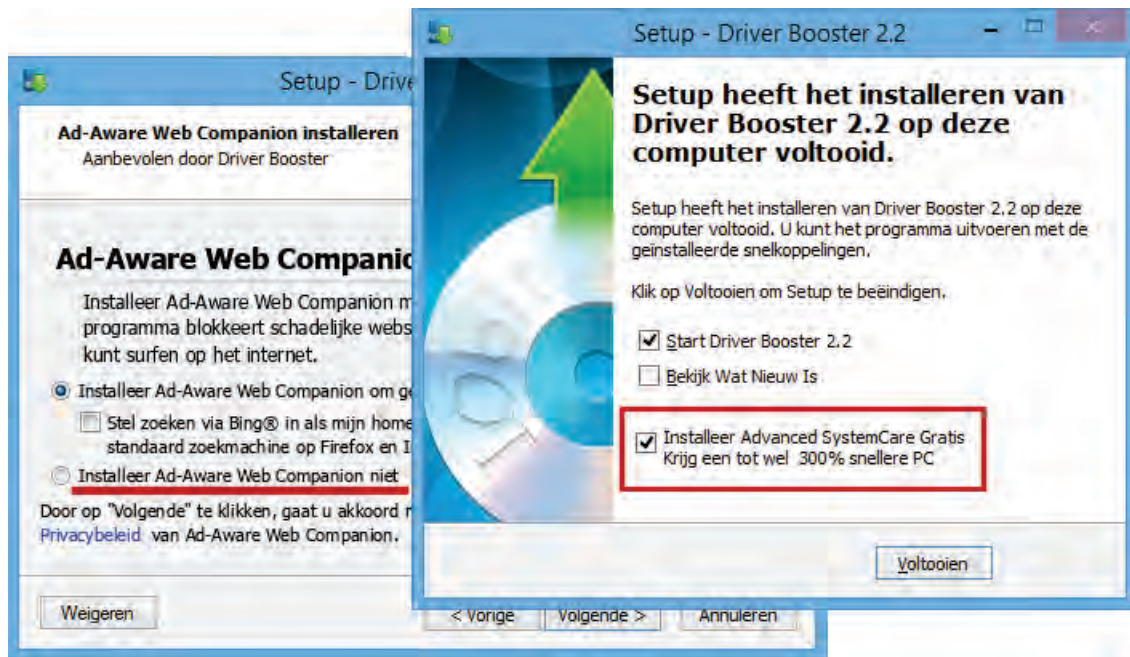 Setup - Drive
Ad-Aware Web Companion installeren
Aanbevolen door Driver Booster
Ad-Aware Web Companio
Installeer Ad-Aware Web Companion m
programma blokkeert schadelijke webs
kunt surfen op het internet.
Installeer Ad-Aware Web Companion om ge
Stel zoeken via Bing® in als mijn home
standaard zoekmachine op Firefox en I
Installeer Ad-Aware Web Companion niet
Door op "Volgende" te klikken, gaat u akkoord m
Privacybeleid van Ad-Aware Web Companion.
Weigeren
< Vorige
Volgende >
Annuleren
Setup - Driver Booster 2.2
Setup heeft het installeren van
Driver Booster 2.2 op deze
computer voltooid.
Setup heeft het installeren van Driver Booster 2.2 op deze
computer voltooid. U kunt het programma uitvoeren met de
geïnstalleerde snelkoppelingen.
Klik op Voltooien om Setup te beëindigen.
Start Driver Booster 2.2
Bekijk Wat Nieuw Is
Installeer Advanced SystemCare Gratis
Krijg een tot wel 300% snellere PC
Voltooien